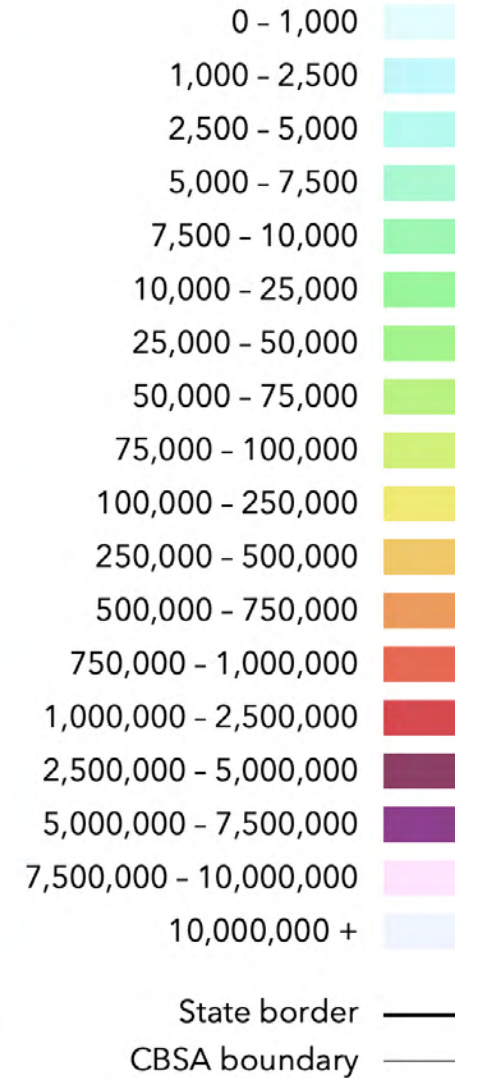 0 – 1,000
1,000 – 2,500
2,500 – 5,000
5,000 – 7,500
7,500 – 10,000
10,000 – 25,000
25,000 – 50,000
50,000 – 75,000
75,000 – 100,000
100,000 – 250,000
250,000 – 500,000
500,000 – 750,000
750,000 – 1,000,000
1,000,000 – 2,500,000
2,500,000 – 5,000,000
5,000,000 – 7,500,000
7,500,000 – 10,000,000
10,000,000 +
State border
CBSA boundary